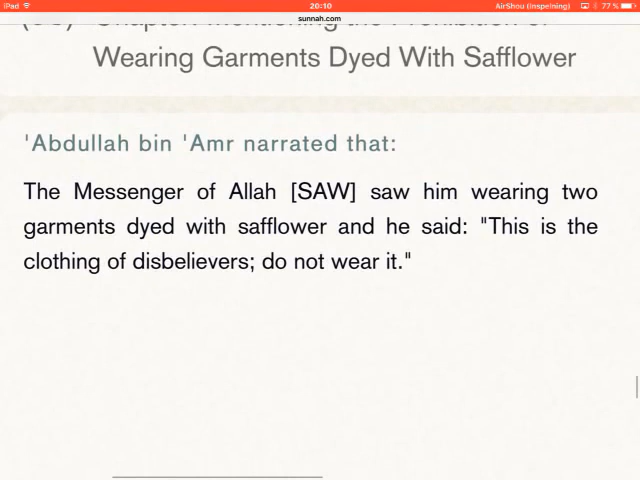 iPad 20:10 AirShou (Inspelning) 77 %
sunnah.com
Chapter:
Wearing Garments Dyed With Safflower
'Abdullah bin 'Amr narrated that:
The Messenger of Allah [SAW] saw him wearing two
garments dyed with safflower and he said: "This is the
clothing of disbelievers; do not wear it."